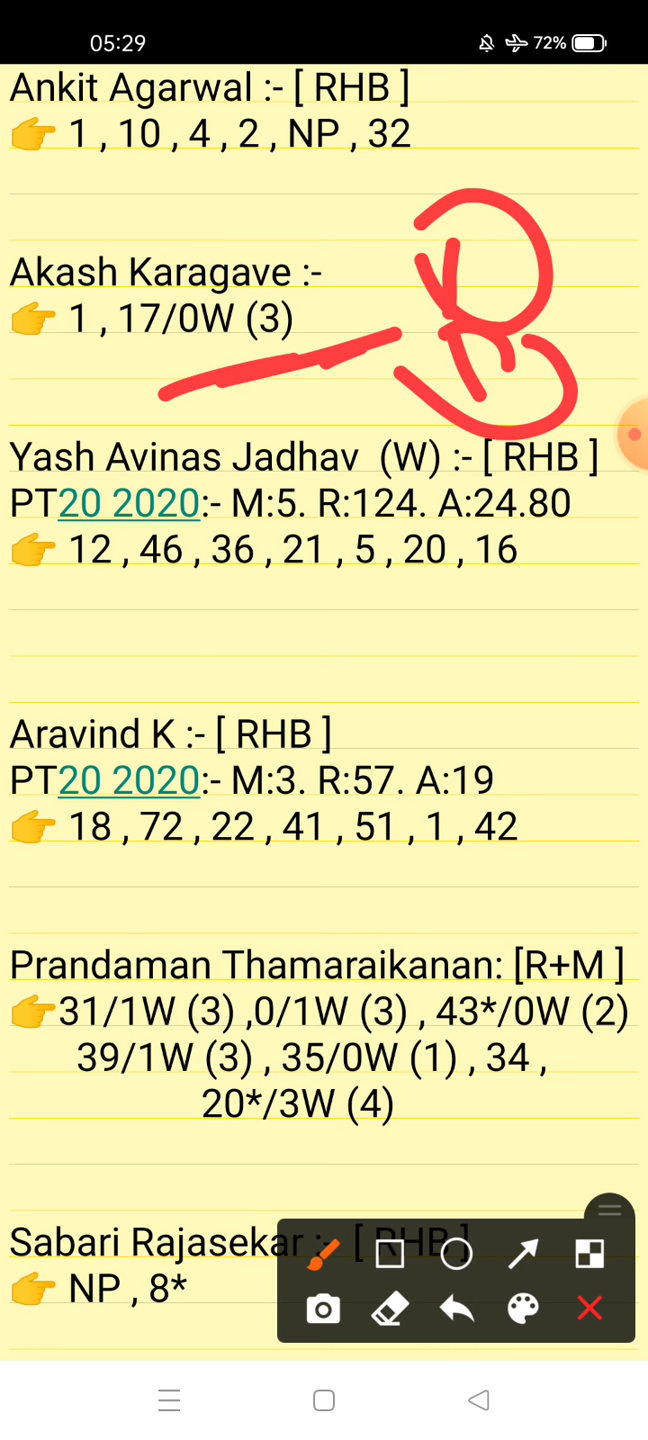 05:29
72%
Ankit Agarwal :- [ RHB ]
👉 1 , 10 , 4 , 2 , NP , 32
Akash Karagave :-
👉 1 , 17/0W (3)
Yash Avinas Jadhav (W) :- [ RHB ]
PT20 2020:- M:5. R:124. A:24.80
👉 12 , 46 , 36 , 21 , 5 , 20 , 16
Aravind K :- [ RHB ]
PT20 2020:- M:3. R:57. A:19
👉 18 , 72 , 22 , 41 , 51 , 1 , 42
Prandaman Thamaraikanan: [R+M ]
👉31/1W (3) ,0/1W (3) , 43*/0W (2)
39/1W (3) , 35/0W (1) , 34 ,
20*/3W (4)
Sabari Rajasekar :- [ RHB ]
👉 NP , 8*